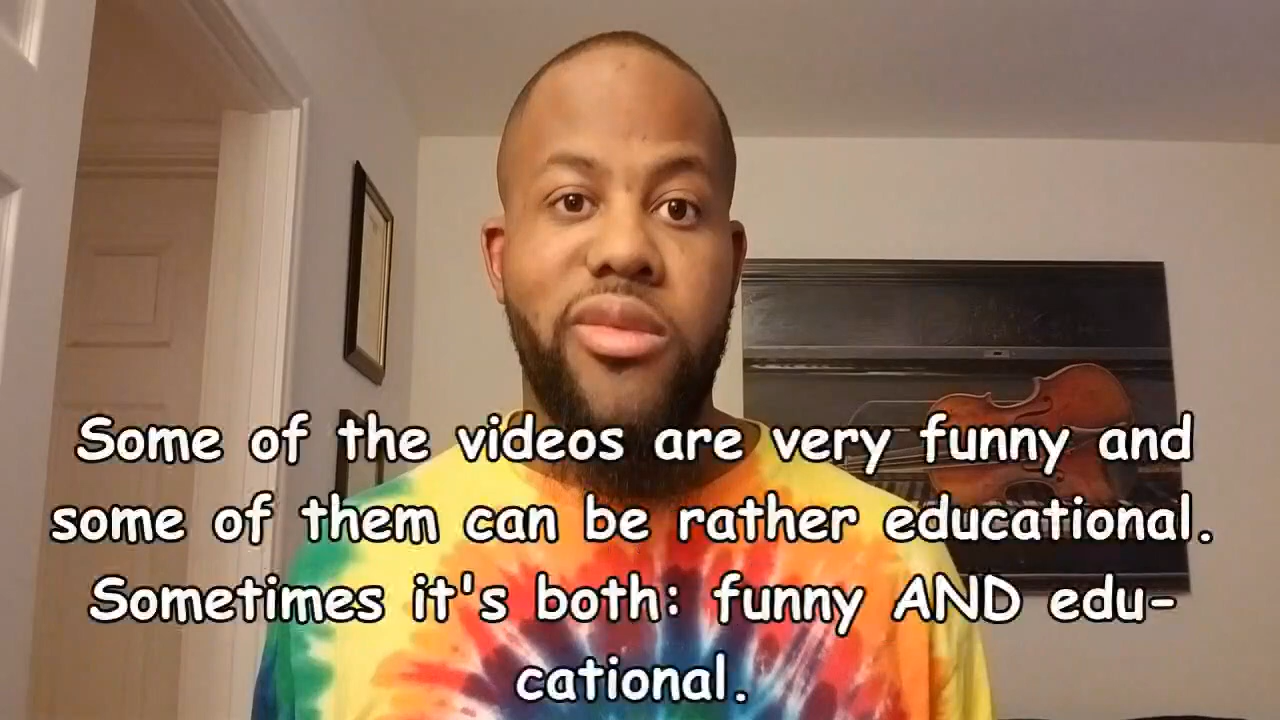 Some of the videos are very funny and
some of them can be rather educational.
Sometimes it's both: funny AND edu-
cational.